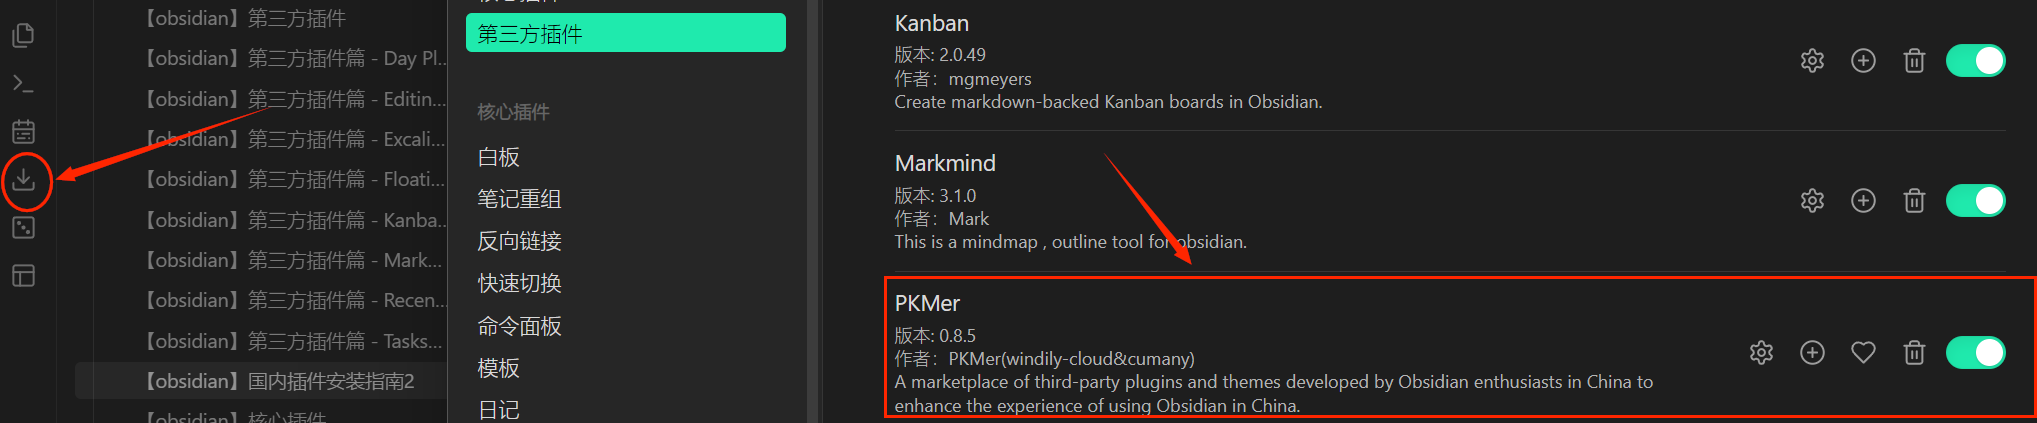 【obsidian】第三方插件
【obsidian】第三方插件篇 - Day Pl...
【obsidian】第三方插件篇 - Editin...
【obsidian】第三方插件篇 - Excali...
【obsidian】第三方插件篇 - Floati...
【obsidian】第三方插件篇 - Kanba...
【obsidian】第三方插件篇 - Mark...
【obsidian】第三方插件篇 - Recen...
【obsidian】第三方插件篇 - Tasks...
【obsidian】国内插件安装指南2
【obsidian】核心插件
第三方插件
核心插件
白板
笔记重组
反向链接
快速切换
命令面板
模板
日记
Kanban
版本: 2.0.49
作者：mgmeyers
Create markdown-backed Kanban boards in Obsidian.
Markmind
版本: 3.1.0
作者：Mark
This is a mindmap , outline tool for obsidian.
PKMer
版本: 0.8.5
作者：PKMer(windily-cloud&cumany)
A marketplace of third-party plugins and themes developed by Obsidian enthusiasts in China to
enhance the experience of using Obsidian in China.